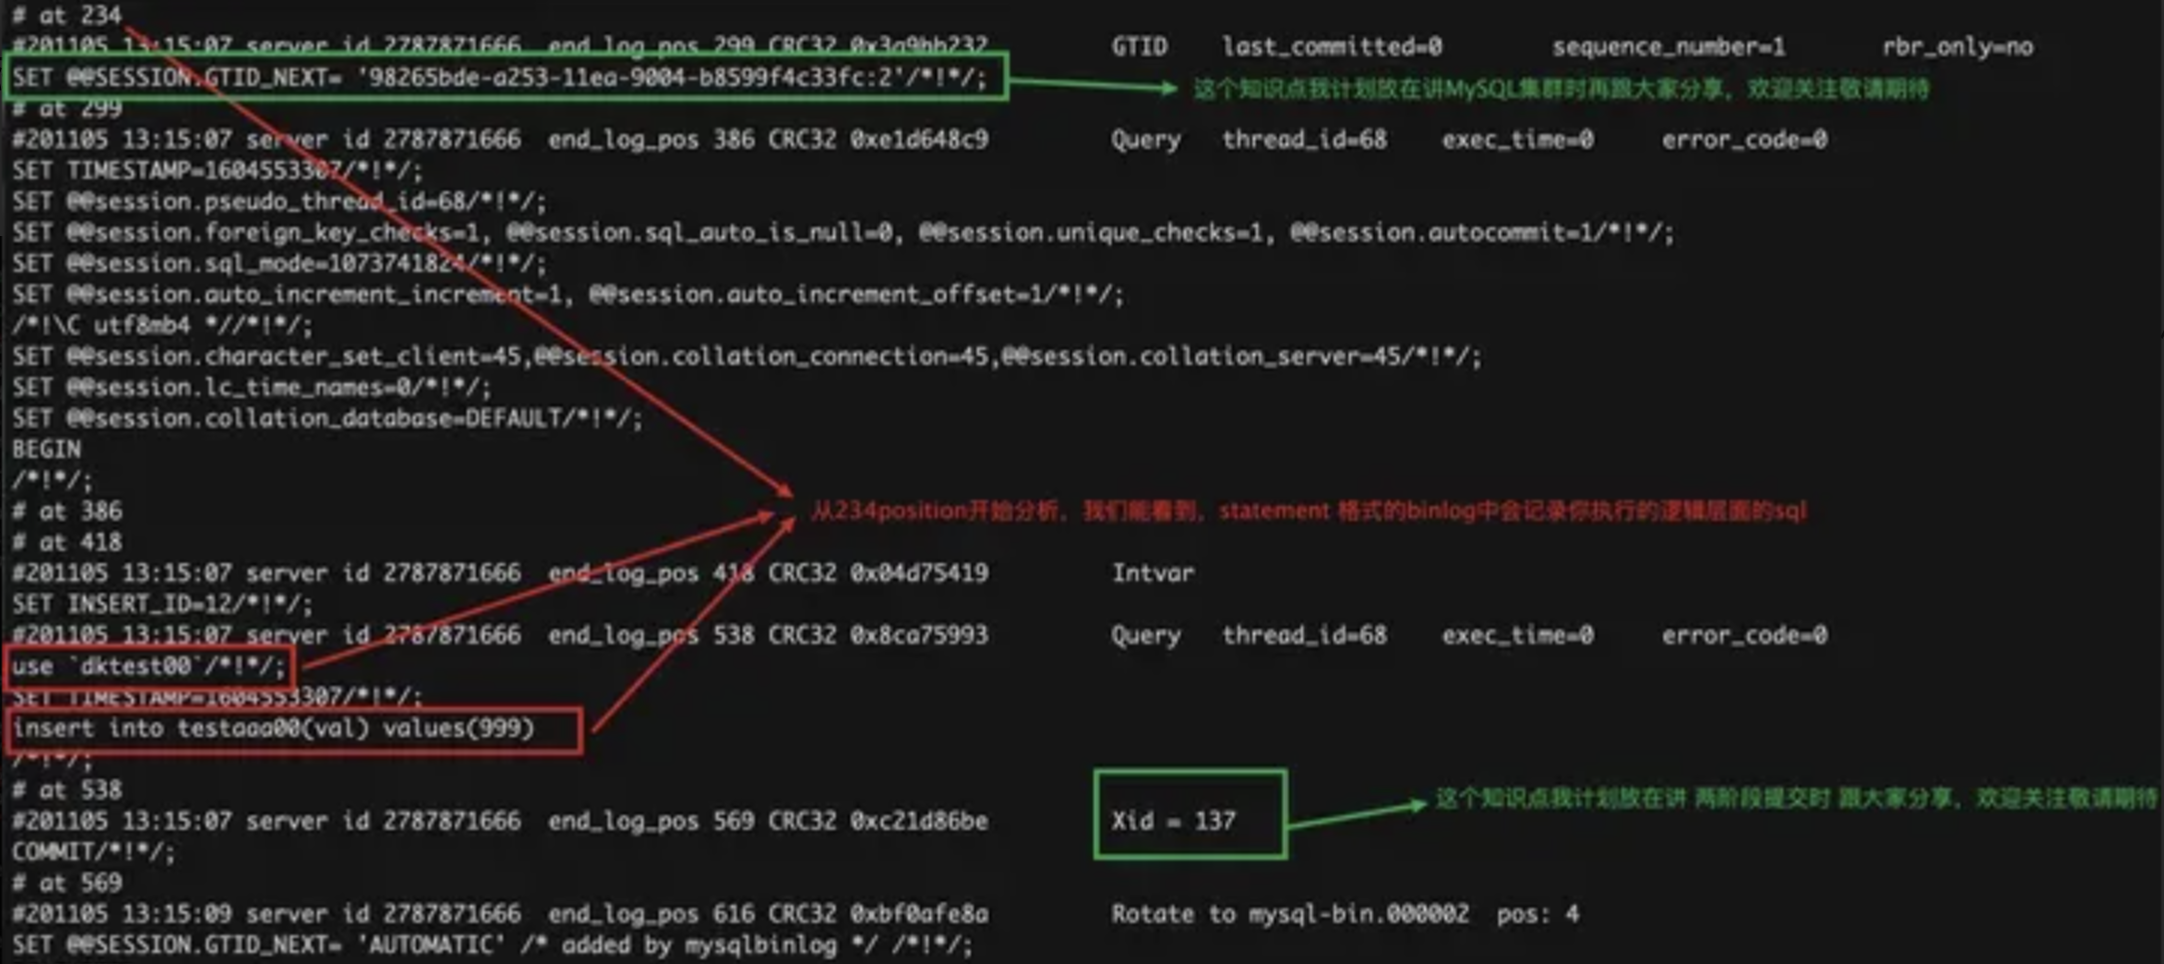 # at 234
#201105 13:15:07 server id 2787871666  end_log_pos 299 CRC32 0x3a9bb232  GTID  last_committed=0  sequence_number=1  rbr_only=no
SET @@SESSION.GTID_NEXT= '98265bde-a253-11ea-9004-b8599f4c33fc:2'/*!*/;
这个知识点我计划放在讲MySQL集群时再跟大家分享，欢迎关注敬请期待
# at 299
#201105 13:15:07 server id 2787871666  end_log_pos 386 CRC32 0xe1d648c9  Query  thread_id=68  exec_time=0  error_code=0
SET TIMESTAMP=1604553307/*!*/;
SET @@session.pseudo_thread_id=68/*!*/;
SET @@session.foreign_key_checks=1, @@session.sql_auto_is_null=0, @@session.unique_checks=1, @@session.autocommit=1/*!*/;
SET @@session.sql_mode=1073741824/*!*/;
SET @@session.auto_increment_increment=1, @@session.auto_increment_offset=1/*!*/;
/*!\C utf8mb4 *//*!*/;
SET @@session.character_set_client=45,@@session.collation_connection=45,@@session.collation_server=45/*!*/;
SET @@session.lc_time_names=0/*!*/;
SET @@session.collation_database=DEFAULT/*!*/;
BEGIN
/*!*/;
# at 386
从234position开始分析，我们能看到，statement 格式的binlog中会记录你执行的逻辑层面的sql
# at 418
#201105 13:15:07 server id 2787871666  end_log_pos 418 CRC32 0x04d75419  Intvar
SET INSERT_ID=12/*!*/;
#201105 13:15:07 server id 2787871666  end_log_pos 538 CRC32 0x8ca75993  Query  thread_id=68  exec_time=0  error_code=0
use `dktest00`/*!*/;
SET TIMESTAMP=1604553307/*!*/;
insert into testaaa00(val) values(999)
/*!*/;
# at 538
这个知识点我计划放在讲 两阶段提交时 跟大家分享，欢迎关注敬请期待
#201105 13:15:07 server id 2787871666  end_log_pos 569 CRC32 0xc21d86be  Xid = 137
COMMIT/*!*/;
# at 569
#201105 13:15:09 server id 2787871666  end_log_pos 616 CRC32 0xbf0afe8a  Rotate to mysql-bin.000002  pos: 4
SET @@SESSION.GTID_NEXT= 'AUTOMATIC' /* added by mysqlbinlog */ /*!*/;